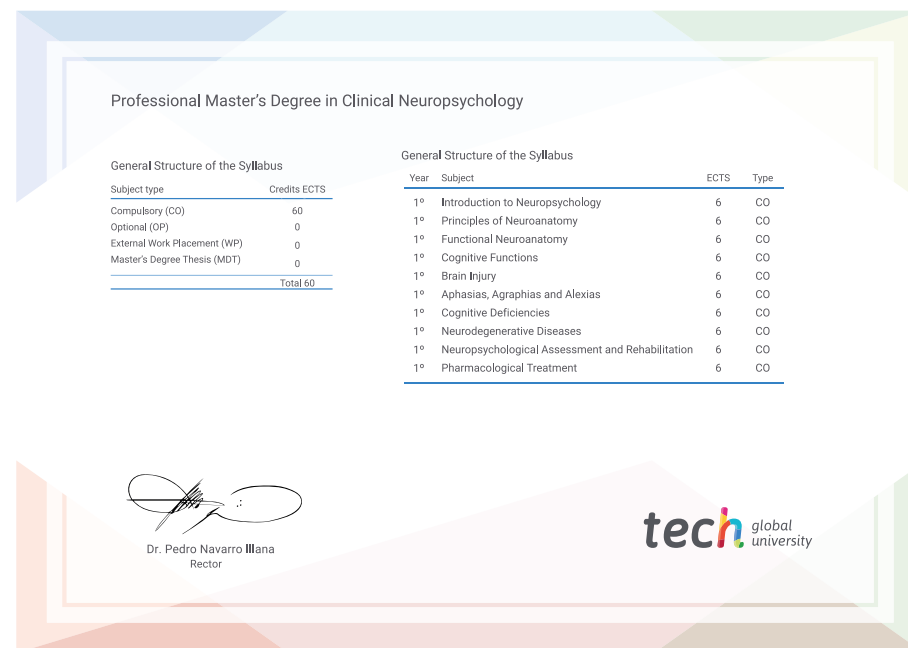 Professional Master's Degree in Clinical Neuropsychology
General Structure of the Syllabus
Subject type Credits ECTS
Compulsory (CO) 60
Optional (OP) 0
External Work Placement (WP) 0
Master's Degree Thesis (MDT) 0
Total 60
General Structure of the Syllabus
Year Subject ECTS Type
1º Introduction to Neuropsychology 6 CO
1º Principles of Neuroanatomy 6 CO
1º Functional Neuroanatomy 6 CO
1º Cognitive Functions 6 CO
1º Brain Injury 6 CO
1º Aphasias, Agraphias and Alexias 6 CO
1º Cognitive Deficiencies 6 CO
1º Neurodegenerative Diseases 6 CO
1º Neuropsychological Assessment and Rehabilitation 6 CO
1º Pharmacological Treatment 6 CO
Dr. Pedro Navarro Illana
Rector
tech global
university